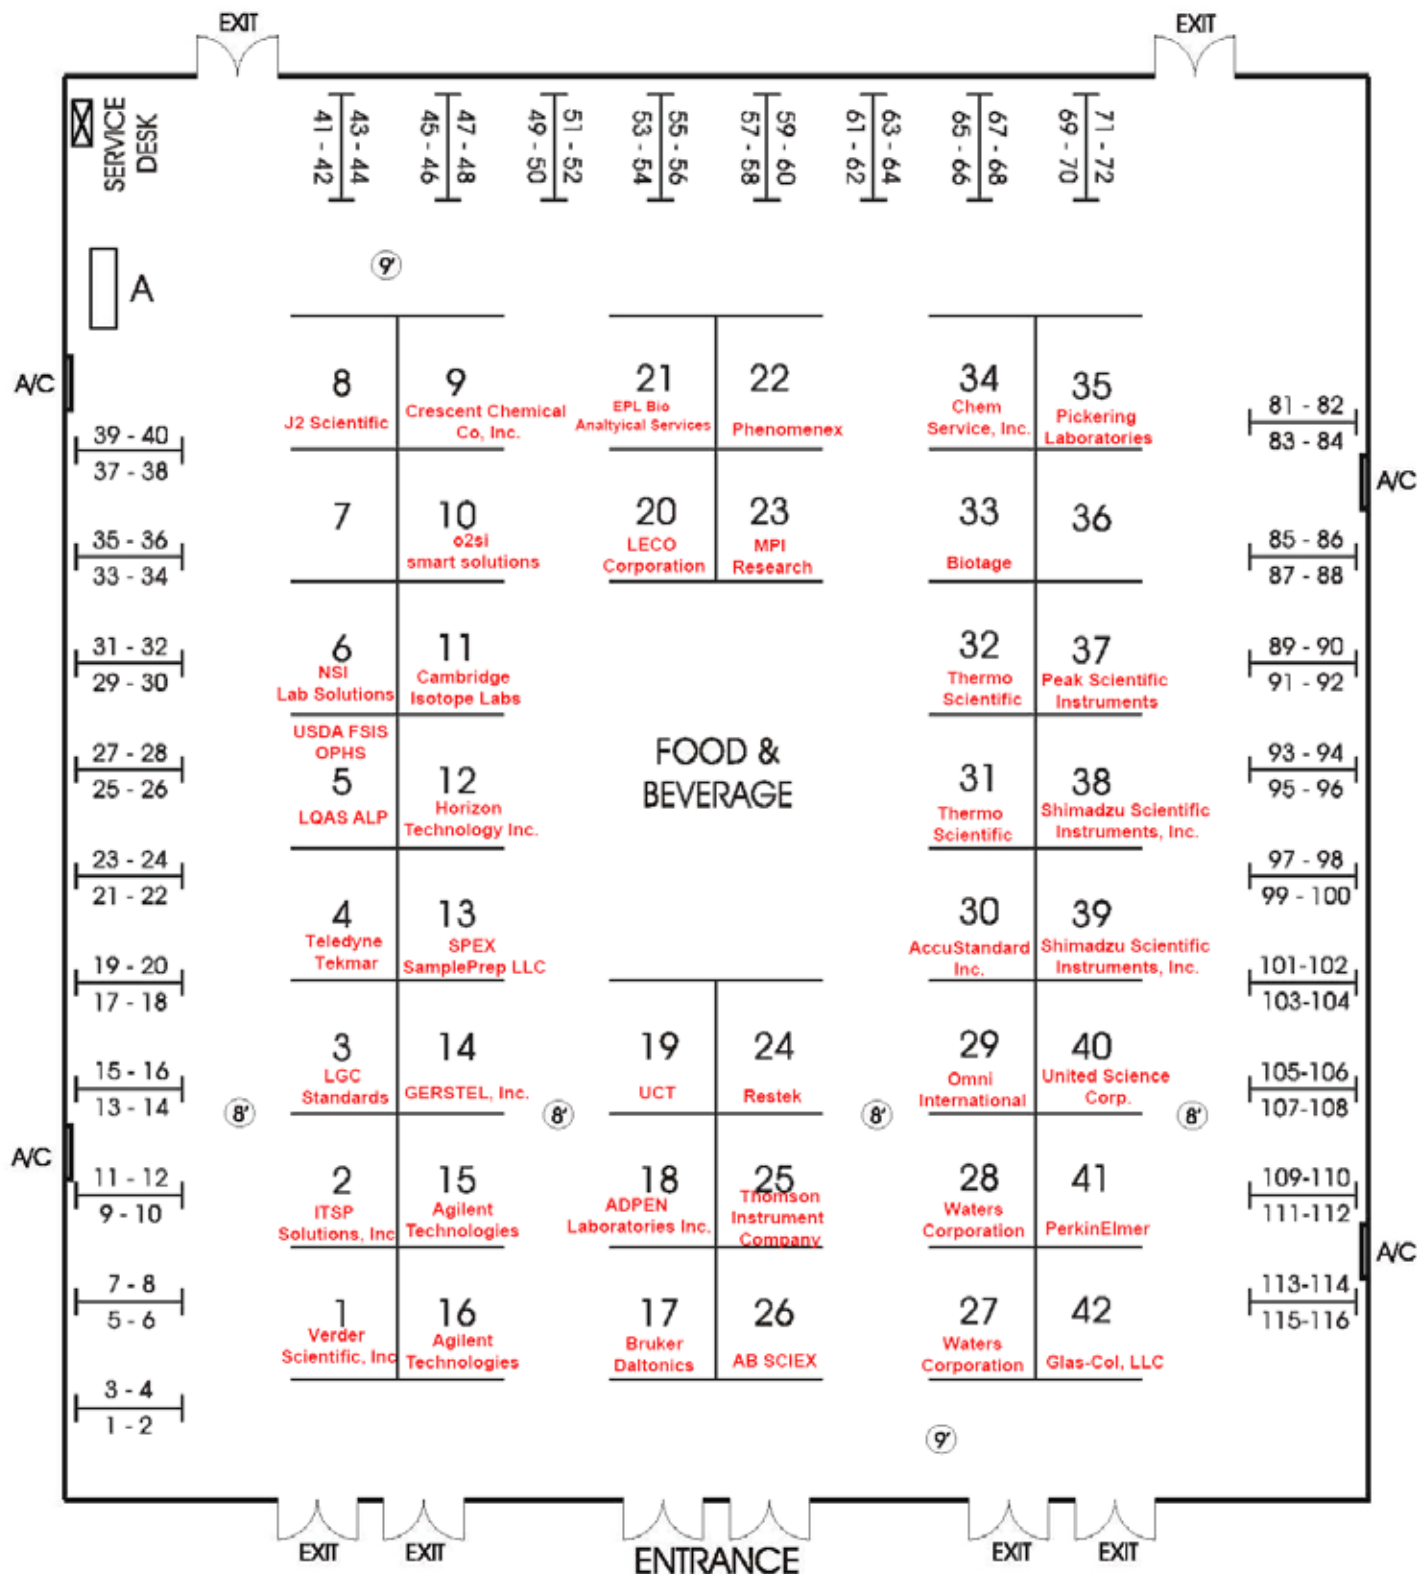 EXIT
EXIT
SERVICE
DESK
41 - 42
43 - 44
45 - 46
47 - 48
49 - 50
51 - 52
53 - 54
55 - 56
57 - 58
59 - 60
61 - 62
63 - 64
65 - 66
67 - 68
69 - 70
71 - 72
A
9'
A/C
39 - 40
37 - 38
35 - 36
33 - 34
31 - 32
29 - 30
27 - 28
25 - 26
23 - 24
21 - 22
19 - 20
17 - 18
15 - 16
13 - 14
A/C
11 - 12
9 - 10
7 - 8
5 - 6
3 - 4
1 - 2
8'
8
J2 Scientific
7
6
NSI
Lab Solutions
USDA FSIS
OPHS
5
LQAS ALP
4
Teledyne
Tekmar
3
LGC
Standards
2
ITSP
Solutions, Inc
1
Verder
Scientific, Inc
9
Crescent Chemical
Co, Inc.
10
o2si
smart solutions
11
Cambridge
Isotope Labs
12
Horizon
Technology Inc.
13
SPEX
SamplePrep LLC
14
GERSTEL, Inc.
15
Agilent
Technologies
16
Agilent
Technologies
8'
21
EPL Bio
Analtyical Services
20
LECO
Corporation
22
Phenomenex
23
MPI
Research
FOOD &
BEVERAGE
19
UCT
18
ADPEN
Laboratories Inc.
17
Bruker
Daltonics
24
Restek
25
Thomson
Instrument
Company
26
AB SCIEX
8'
34
Chem
Service, Inc.
33
Biotage
32
Thermo
Scientific
31
Thermo
Scientific
30
AccuStandard
Inc.
29
Omni
International
28
Waters
Corporation
27
Waters
Corporation
35
Pickering
Laboratories
36
37
Peak Scientific
Instruments
38
Shimadzu Scientific
Instruments, Inc.
39
Shimadzu Scientific
Instruments, Inc.
40
United Science
Corp.
41
PerkinElmer
42
Glas-Col, LLC
8'
9'
81 - 82
83 - 84
A/C
85 - 86
87 - 88
89 - 90
91 - 92
93 - 94
95 - 96
97 - 98
99 - 100
101-102
103-104
105-106
107-108
109-110
111-112
A/C
113-114
115-116
EXIT
EXIT
ENTRANCE
EXIT
EXIT